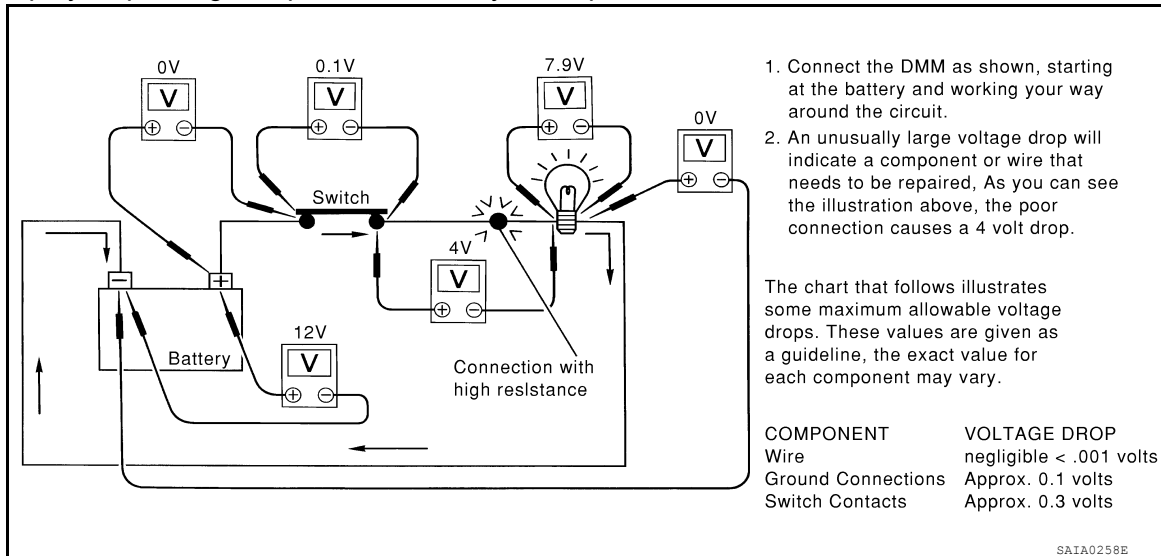 0V
0.1V
7.9V
0V
V
V
V
V
Switch
4V
V
12V
V
Battery
Connection with
high reslstance
1. Connect the DMM as shown, starting
at the battery and working your way
around the circuit.
2. An unusually large voltage drop will
indicate a component or wire that
needs to be repaired, As you can see
the illustration above, the poor
connection causes a 4 volt drop.
The chart that follows illustrates
some maximum allowable voltage
drops. These values are given as
a guideline, the exact value for
each component may vary.
COMPONENT VOLTAGE DROP
Wire negligible < .001 volts
Ground Connections Approx. 0.1 volts
Switch Contacts Approx. 0.3 volts
SAIA0258E